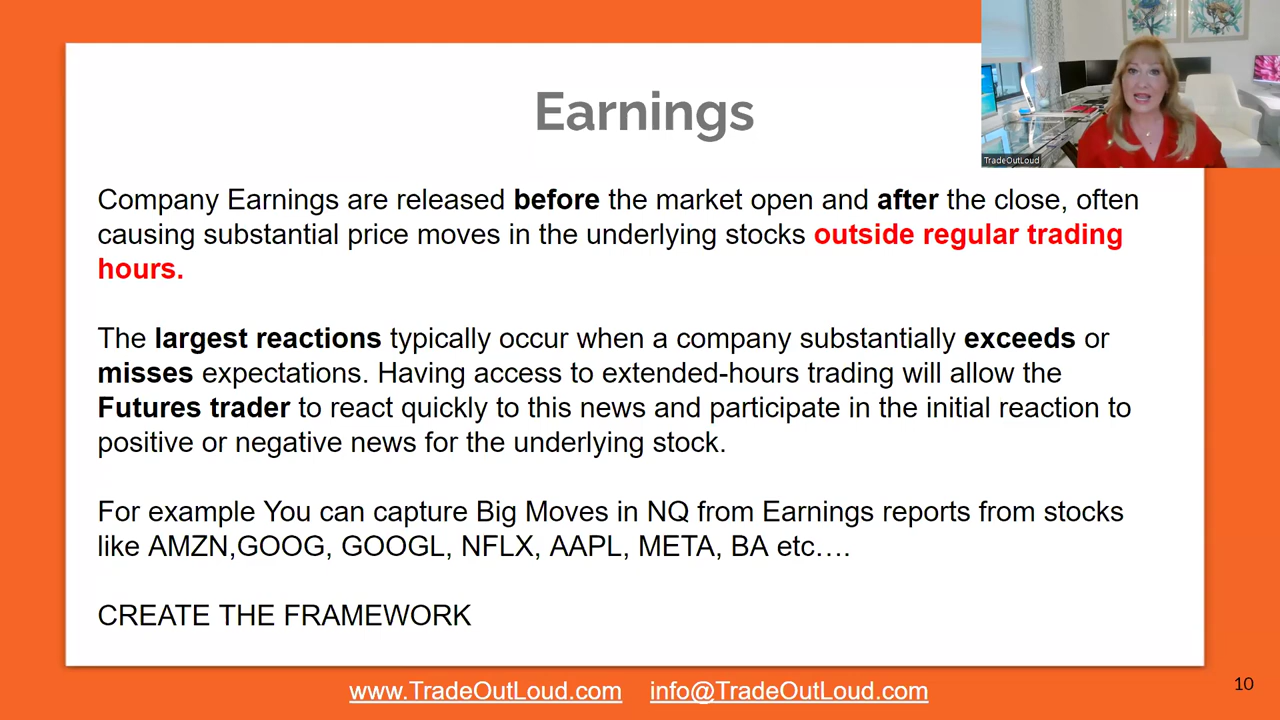 Earnings
TradeOutLoud
Company Earnings are released before the market open and after the close, often
causing substantial price moves in the underlying stocks outside regular trading
hours.
The largest reactions typically occur when a company substantially exceeds or
misses expectations. Having access to extended-hours trading will allow the
Futures trader to react quickly to this news and participate in the initial reaction to
positive or negative news for the underlying stock.
For example You can capture Big Moves in NQ from Earnings reports from stocks
like AMZN,GOOG, GOOGL, NFLX, AAPL, META, BA etc….
CREATE THE FRAMEWORK
www.TradeOutLoud.com info@TradeOutLoud.com
10